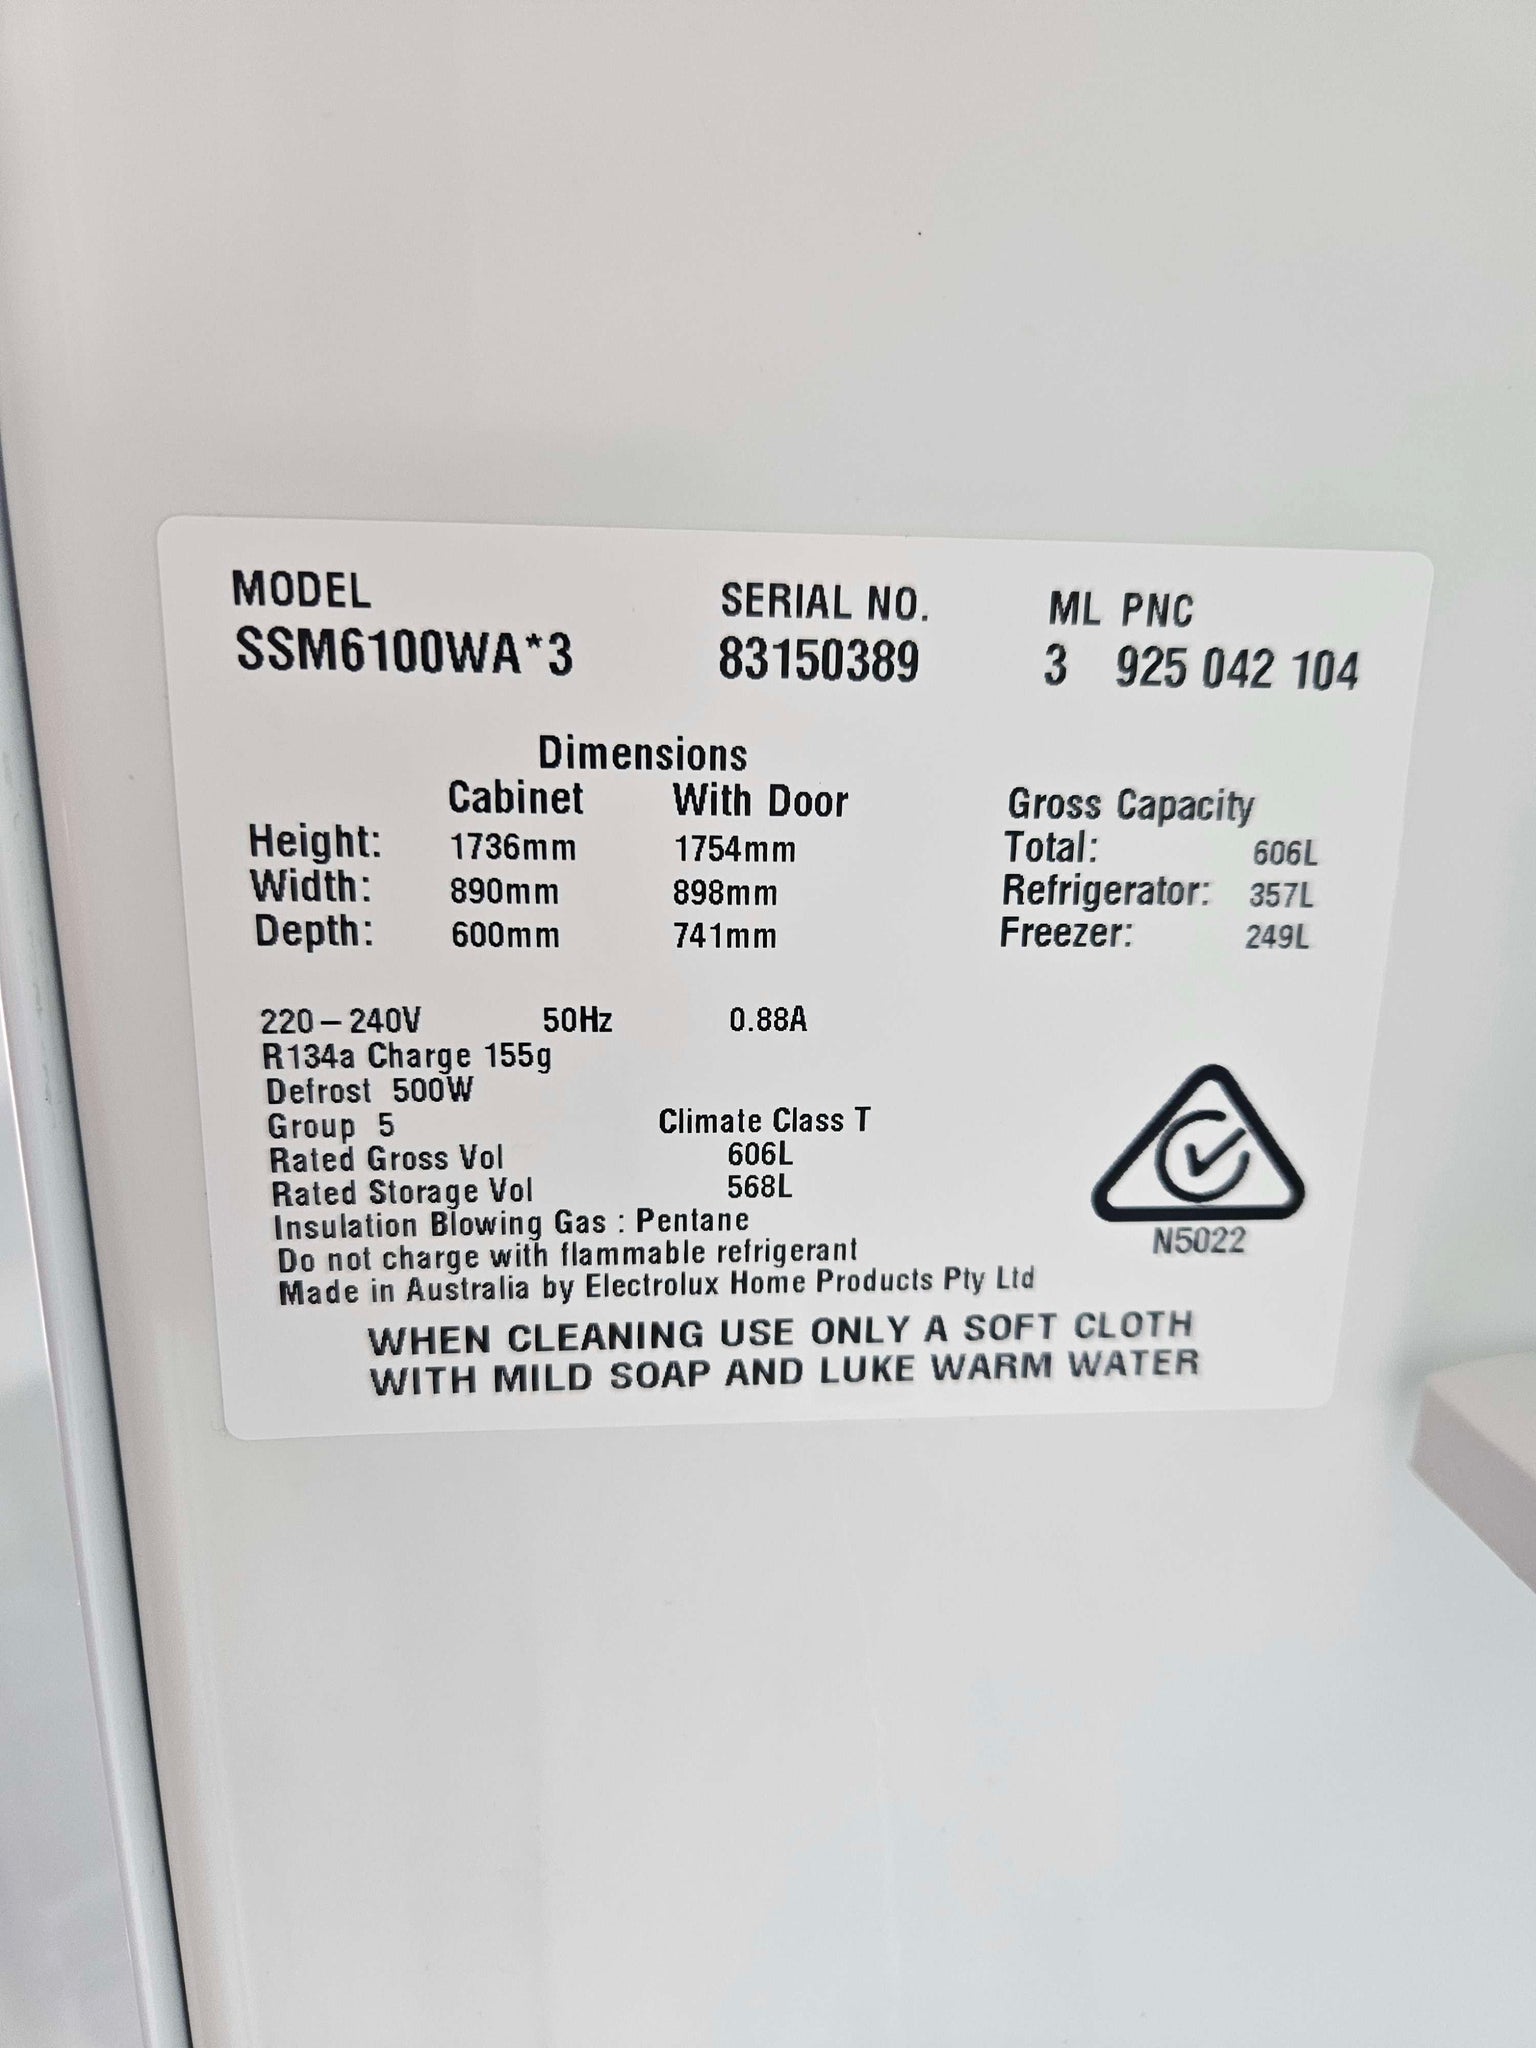 MODEL SERIAL NO. ML PNC
SSM6100WA*3 83150389 3 925 042 104
Dimensions
Cabinet With Door Gross Capacity
Height: 1736mm 1754mm Total: 606L
Width: 890mm 898mm Refrigerator: 357L
Depth: 600mm 741mm Freezer: 249L
220–240V 50Hz 0.88A
R134a Charge 155g
Defrost 500W
Group 5 Climate Class T
Rated Gross Vol 606L
Rated Storage Vol 568L
Insulation Blowing Gas : Pentane
Do not charge with flammable refrigerant
Made in Australia by Electrolux Home Products Pty Ltd
N5022
WHEN CLEANING USE ONLY A SOFT CLOTH
WITH MILD SOAP AND LUKE WARM WATER